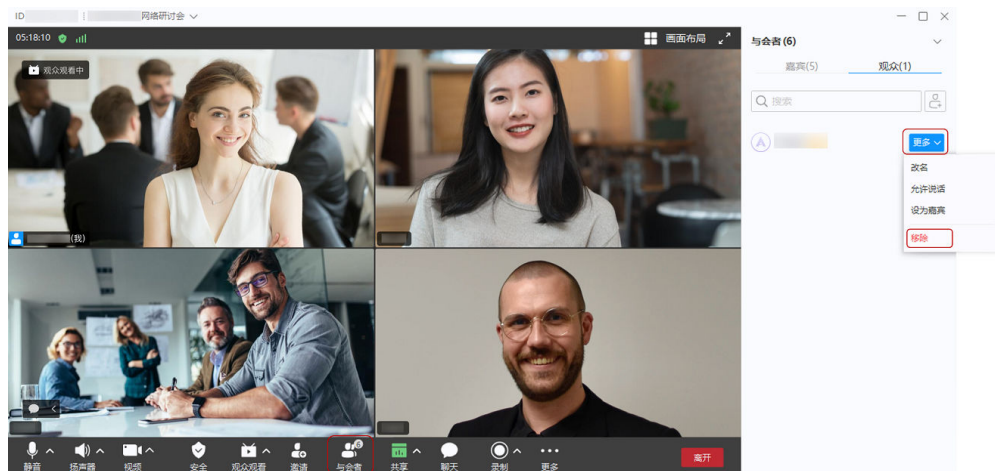 ID | 网络研讨会
05:18:10 画面布局
观众观看中
(我)
与会者 (6)
嘉宾(5) 观众(1)
搜索
更多
改名
允许说话
设为嘉宾
移除
6
静音 扬声器 视频 安全 观众观看 邀请 与会者 共享 聊天 录制 更多 离开